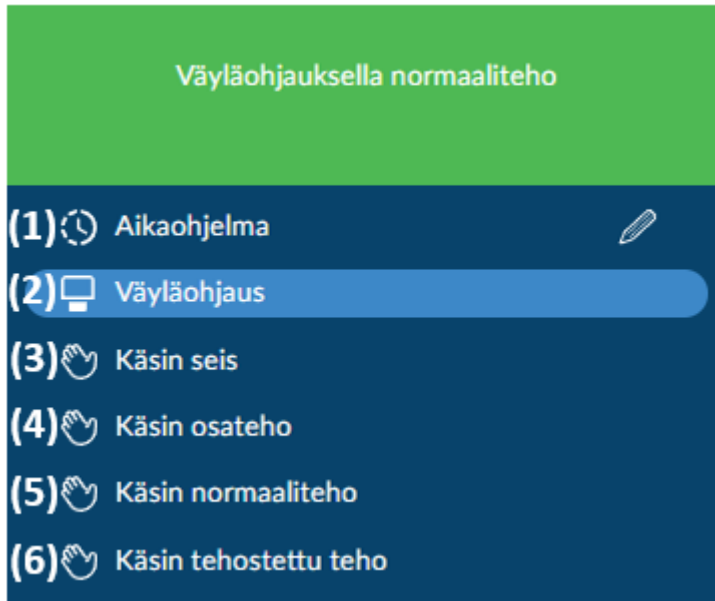 Väyläohjauksella normaaliteho
(1) Aikaohjelma
(2) Väyläohjaus
(3) Käsin seis
(4) Käsin osateho
(5) Käsin normaaliteho
(6) Käsin tehostettu teho